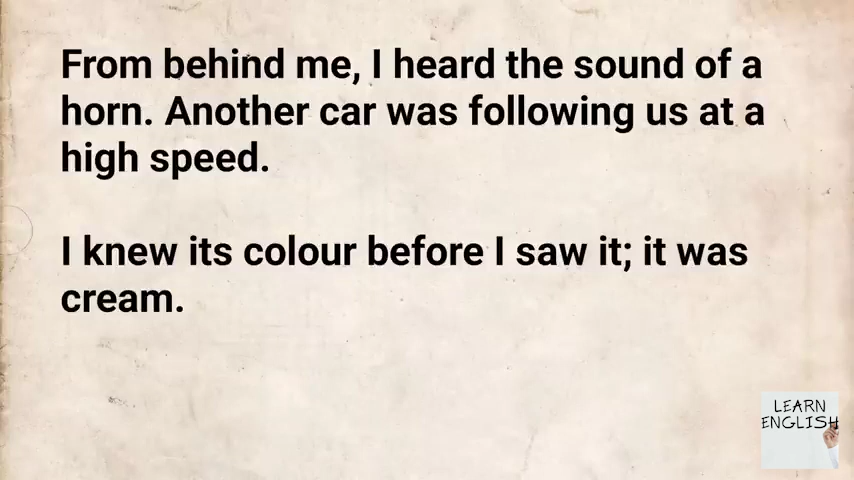 From behind me, I heard the sound of a
horn. Another car was following us at a
high speed.
I knew its colour before I saw it; it was
cream.
LEARN
ENGLISH